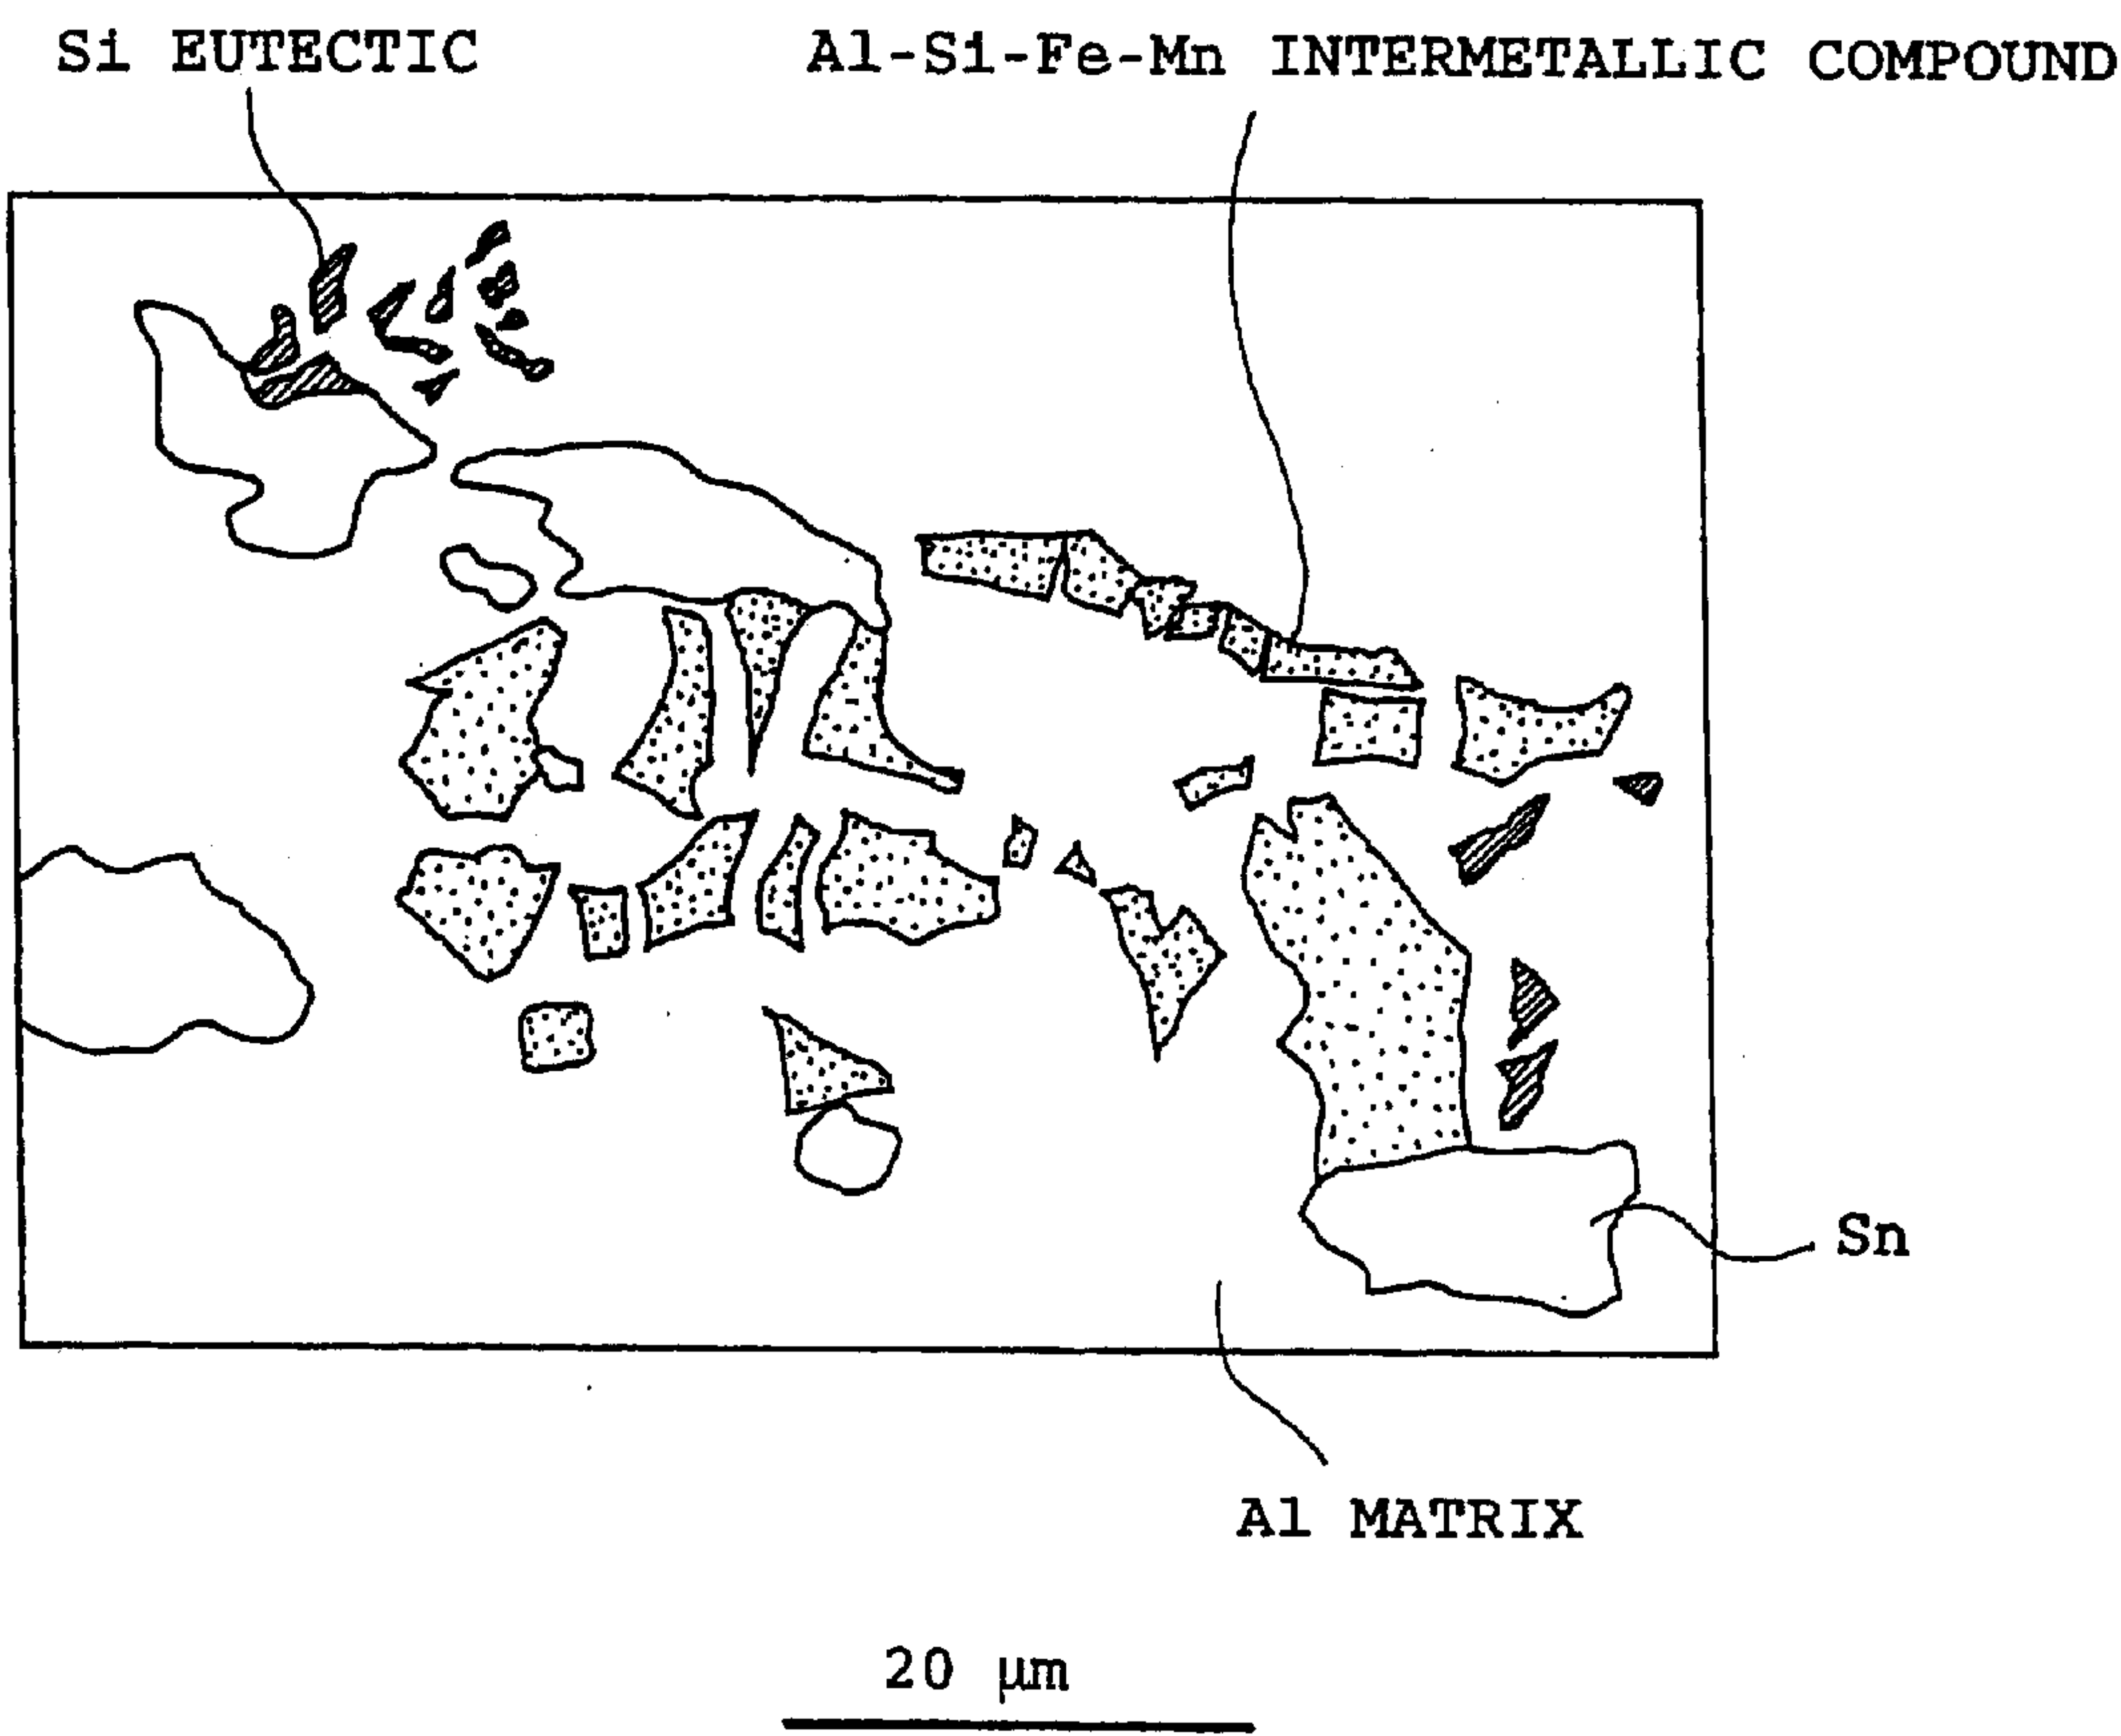 Si EUTECTIC
Al-Si-Fe-Mn INTERMETALLIC COMPOUND
Sn
Al MATRIX
20 μm